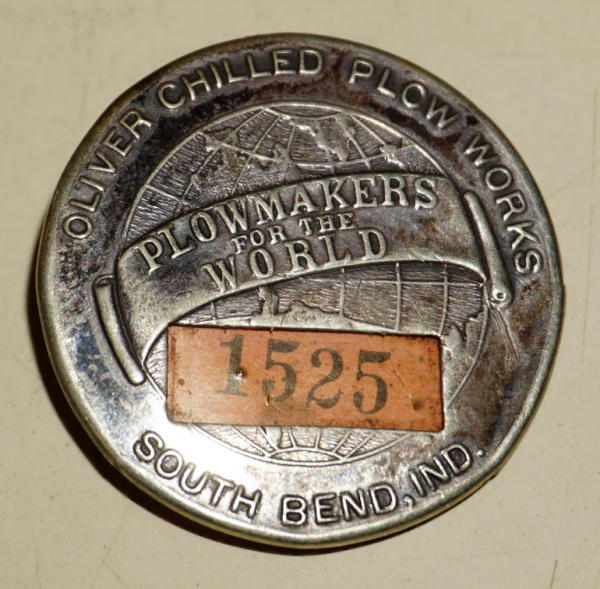 OLIVER CHILLED PLOW WORKS
PLOWMAKERS
FOR THE
WORLD
1525
SOUTH BEND, IND.